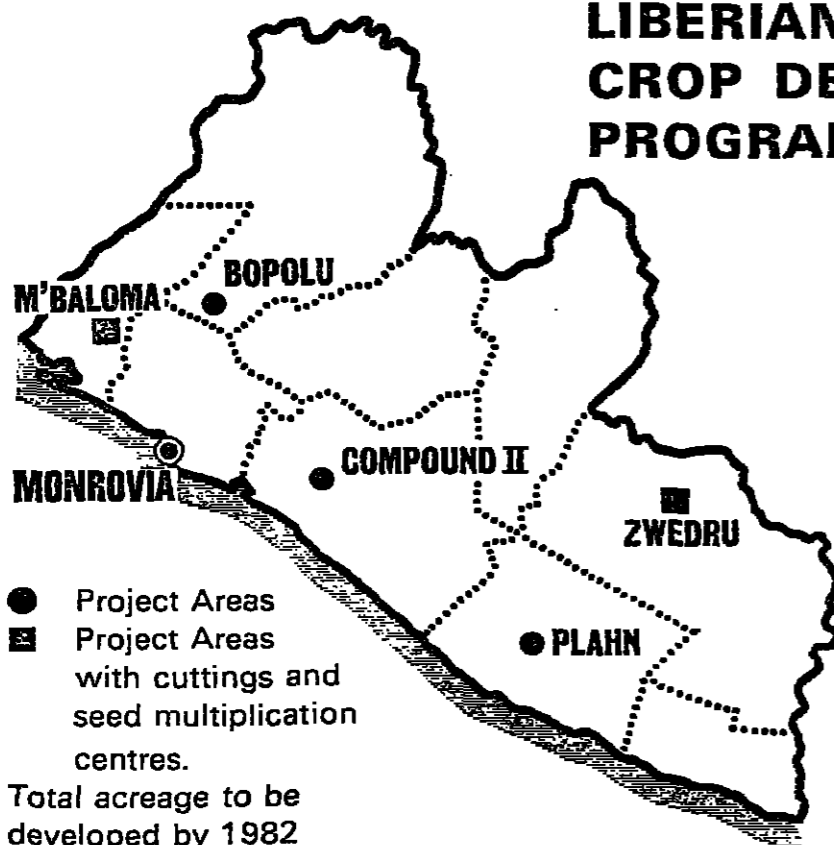 LIBERIAN
CROP DE
PROGRA
BOPOLU
M'BALOMA
MONROVIA
COMPOUND II
ZWEDRU
PLAHN
Project Areas
Project Areas
with cuttings and
seed multiplication
centres.
Total acreage to be
developed by 1982